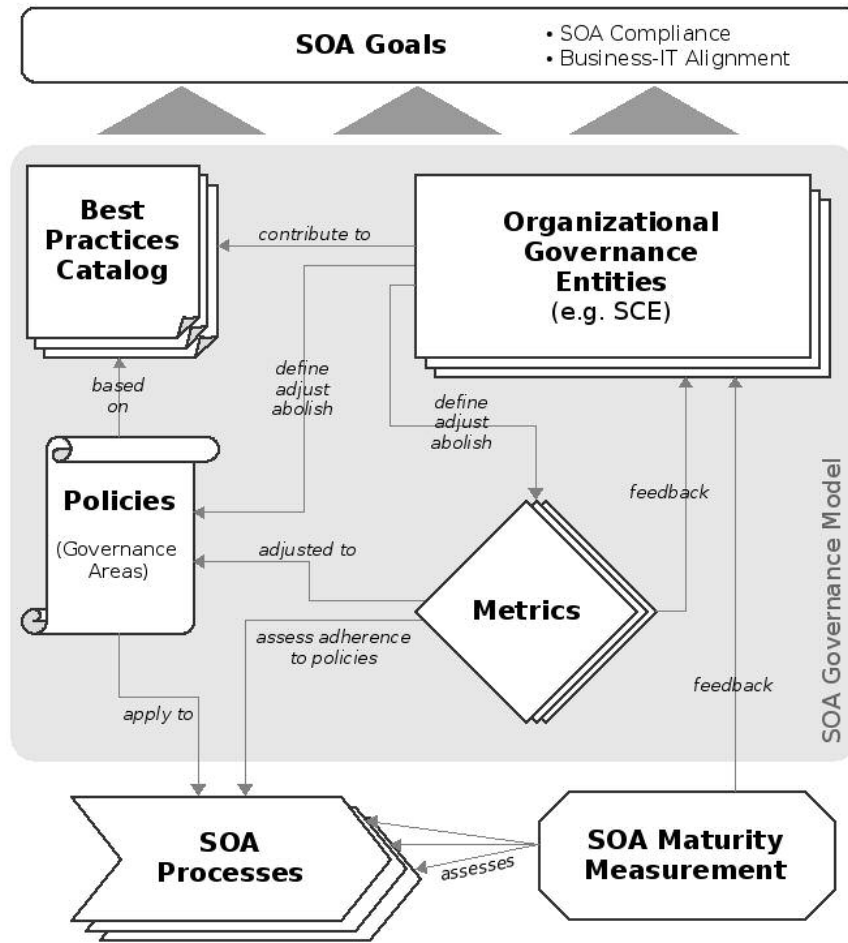 SOA Goals
• SOA Compliance
• Business-IT Alignment
Best
Practices
Catalog
contribute to
Organizational
Governance
Entities
(e.g. SCE)
based
on
define
adjust
abolish
define
adjust
abolish
Policies
(Governance
Areas)
adjusted to
feedback
Metrics
assess adherence
to policies
feedback
apply to
SOA Governance Model
SOA
Processes
assesses
SOA Maturity
Measurement